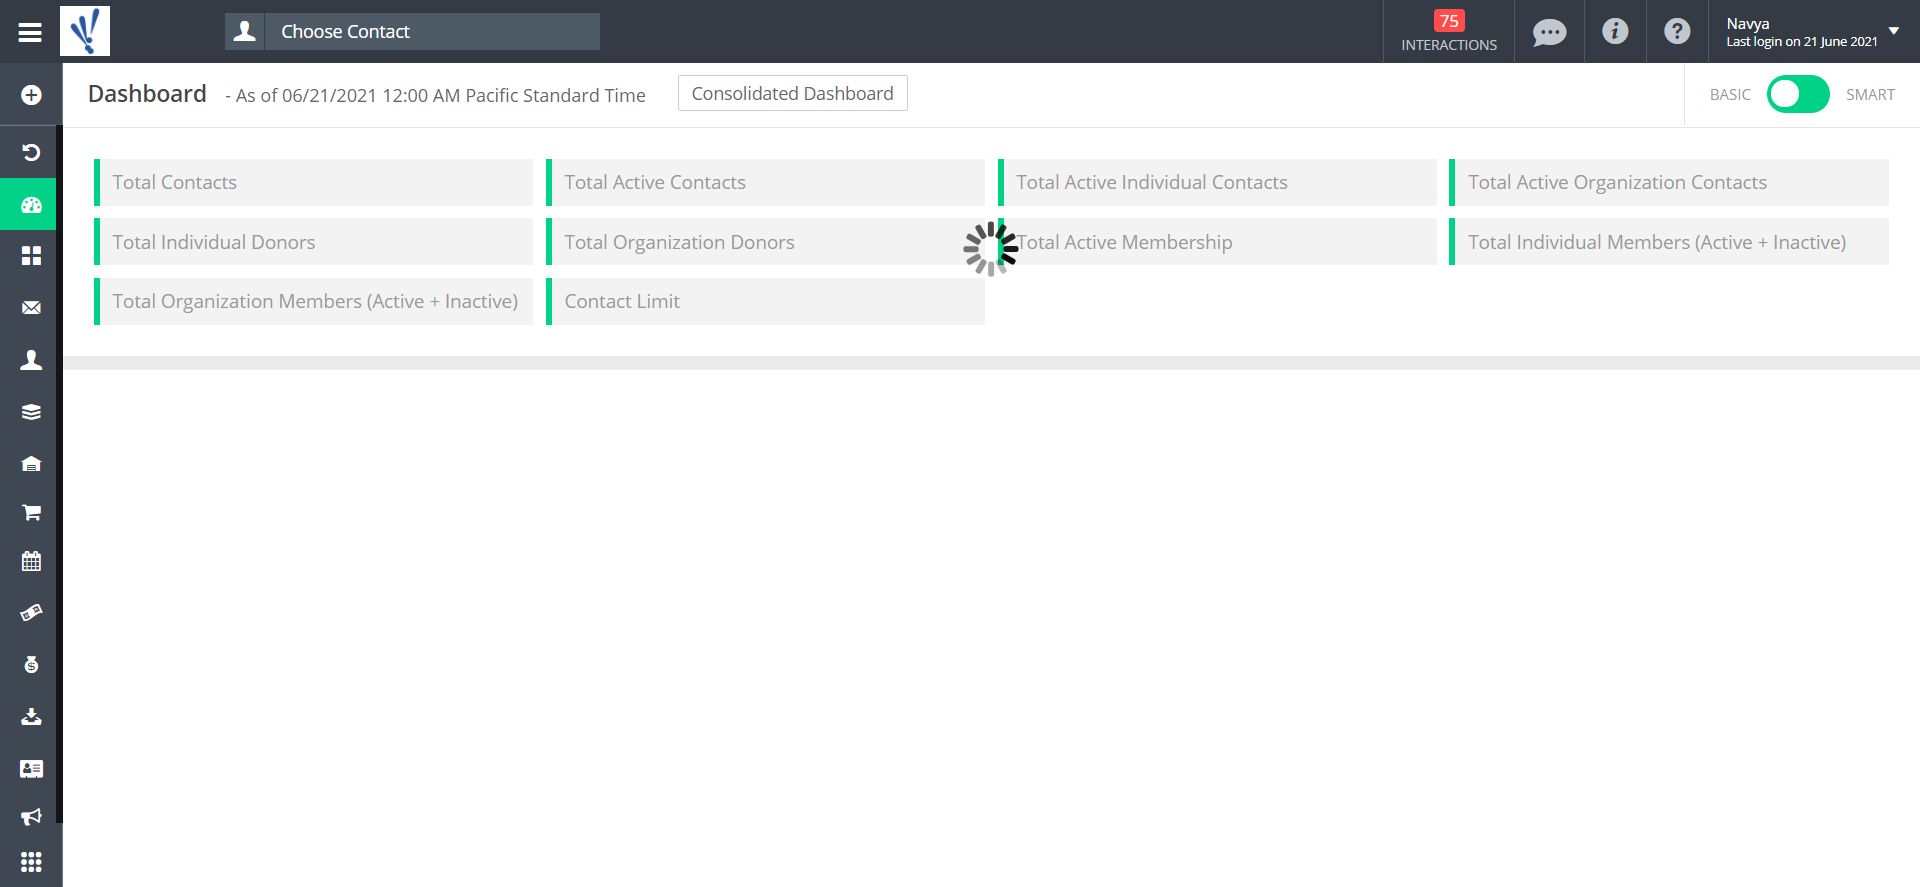 Choose Contact
75
INTERACTIONS
Navya
Last login on 21 June 2021
Dashboard - As of 06/21/2021 12:00 AM Pacific Standard Time
Consolidated Dashboard
BASIC
SMART
Total Contacts
Total Active Contacts
Total Active Individual Contacts
Total Active Organization Contacts
Total Individual Donors
Total Organization Donors
Total Active Membership
Total Individual Members (Active + Inactive)
Total Organization Members (Active + Inactive)
Contact Limit